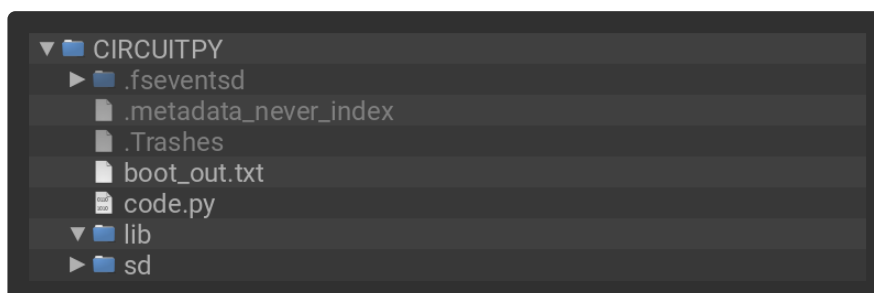 CIRCUITPY
.fseventsd
.metadata_never_index
.Trashes
boot_out.txt
code.py
lib
sd